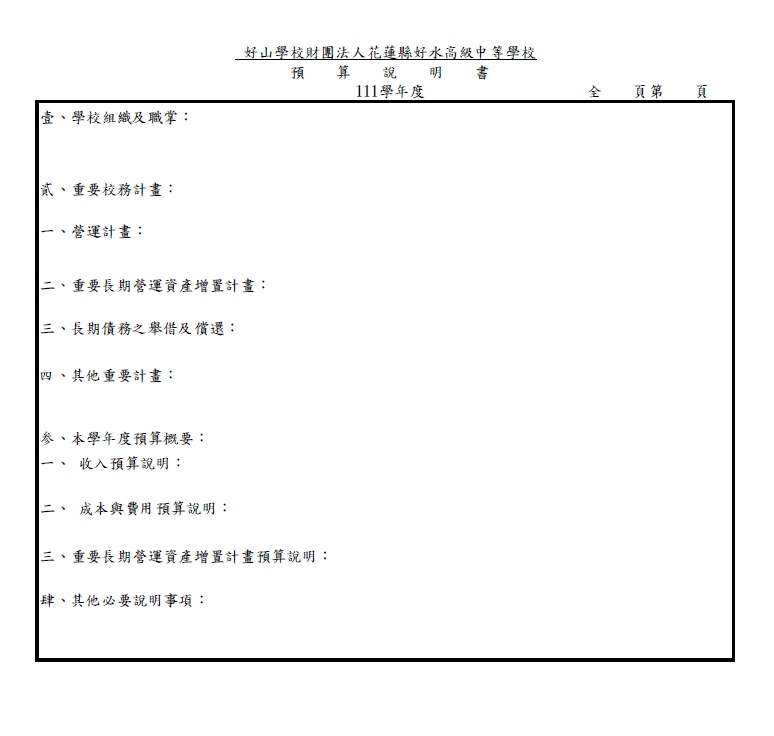 好山學校財團法人花蓮縣好水高級中等學校
預 算 說 明 書
111學年度 全 頁第 頁
壹、學校組織及職掌：
貳、重要校務計畫：
一、營運計畫：
二、重要長期營運資產增置計畫：
三、長期債務之舉借及償還：
四、其他重要計畫：
參、本學年度預算概要：
一、 收入預算說明：
二、 成本與費用預算說明：
三、重要長期營運資產增置計畫預算說明：
肆、其他必要說明事項：